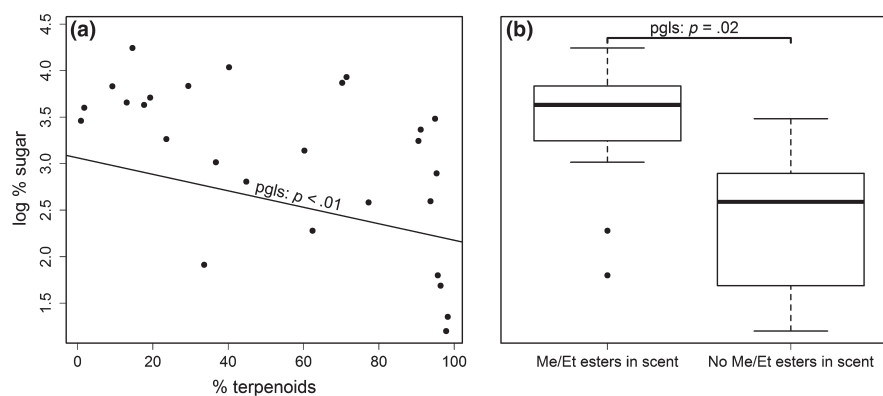 (a)
4.5
4.0
3.5
3.0
2.5
2.0
1.5
log % sugar
pgls: p < .01
0 20 40 60 80 100
% terpenoids
(b)
pgls: p = .02
Me/Et esters in scent No Me/Et esters in scent